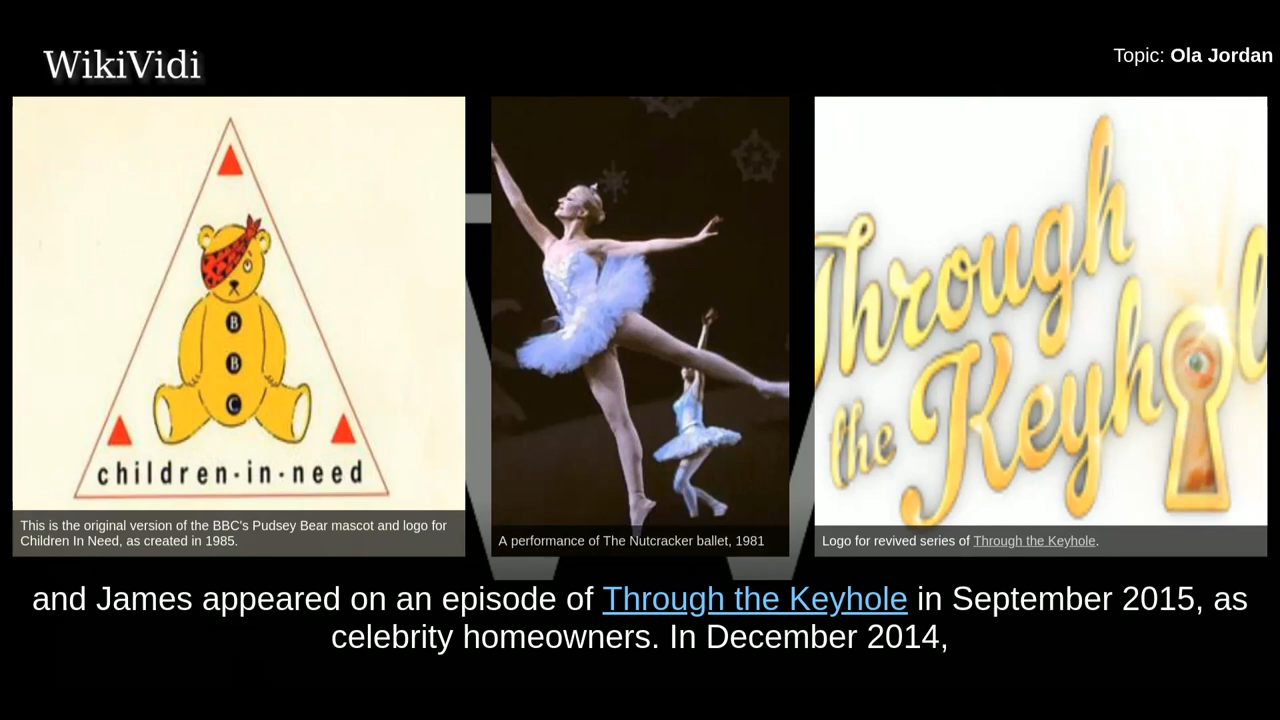 WikiVidi
Topic: Ola Jordan
B
B
C
children-in-need
This is the original version of the BBC's Pudsey Bear mascot and logo for
Children In Need, as created in 1985.
A performance of The Nutcracker ballet, 1981
Through
the Keyhol
Logo for revived series of Through the Keyhole.
and James appeared on an episode of Through the Keyhole in September 2015, as
celebrity homeowners. In December 2014,